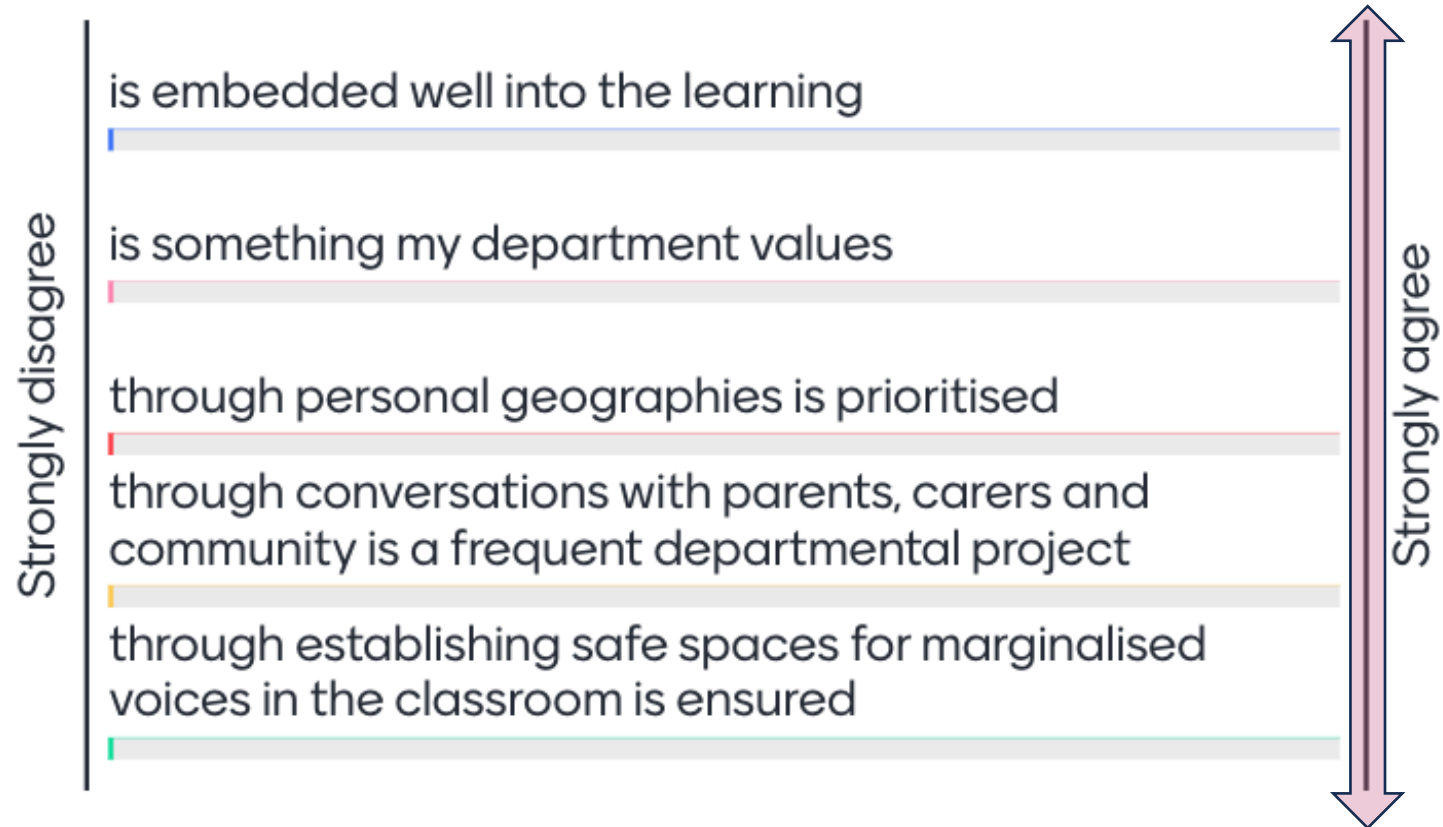 Strongly disagree
is embedded well into the learning
is something my department values
through personal geographies is prioritised
through conversations with parents, carers and
community is a frequent departmental project
through establishing safe spaces for marginalised
voices in the classroom is ensured
Strongly agree